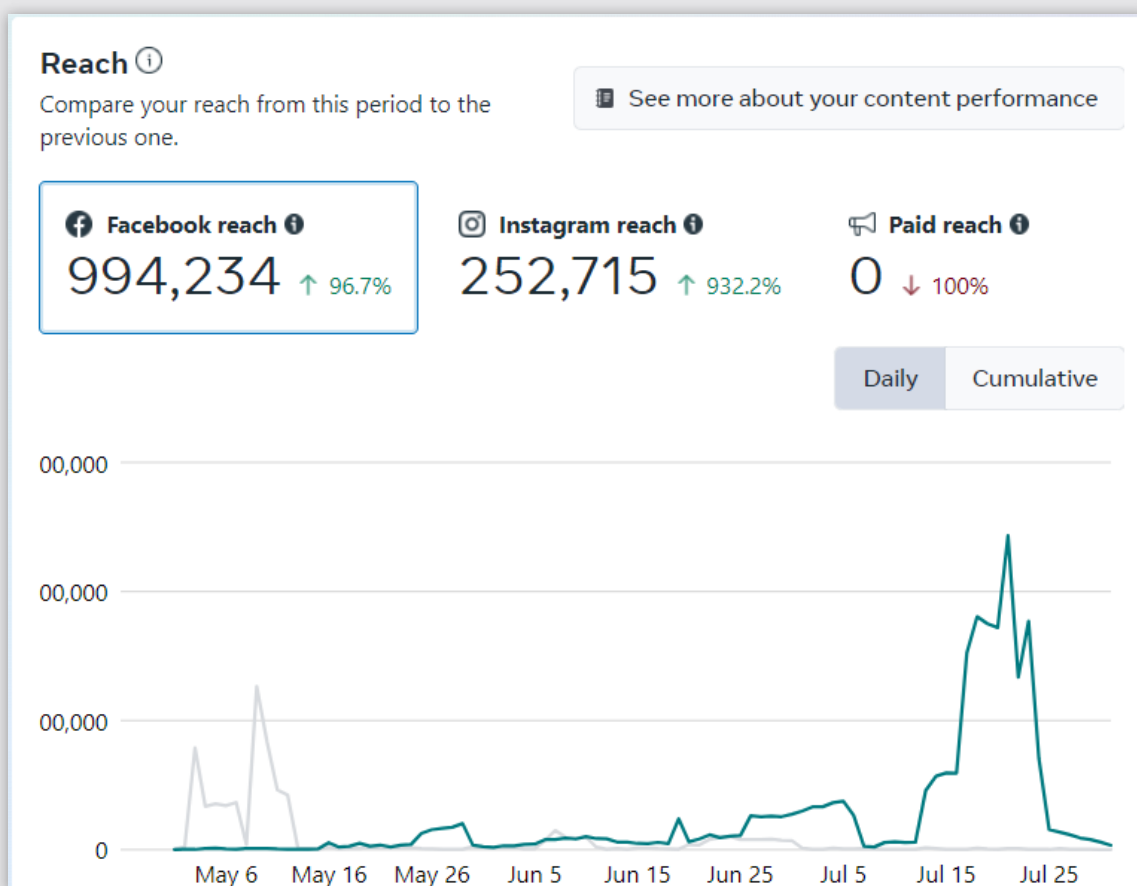 Reach
Compare your reach from this period to the
previous one.
See more about your content performance
Facebook reach
994,234 ↑ 96.7%
Instagram reach
252,715 ↑ 932.2%
Paid reach
0 ↓ 100%
Daily
Cumulative
00,000
00,000
00,000
0
May 6 May 16 May 26 Jun 5 Jun 15 Jun 25 Jul 5 Jul 15 Jul 25